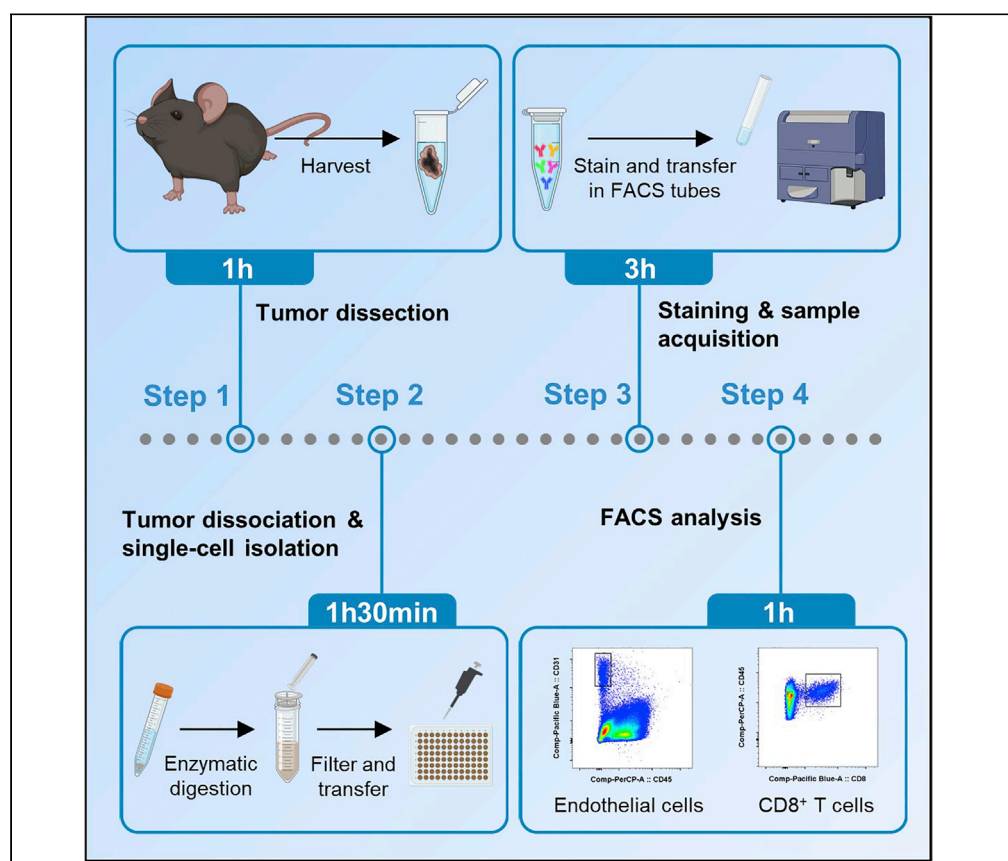 Harvest
1h
Tumor dissection
Stain and transfer
in FACS tubes
3h
Staining & sample
acquisition
Step 1
Step 2
Step 3
Step 4
Tumor dissociation &
single-cell isolation
1h30min
Enzymatic
digestion
Filter and
transfer
FACS analysis
1h
Comp-Pacific Blue-A :: CD31
Comp-PerCP-A :: CD45
Endothelial cells
Comp-PerCP-A :: CD45
Comp-Pacific Blue-A :: CD8
CD8⁺ T cells